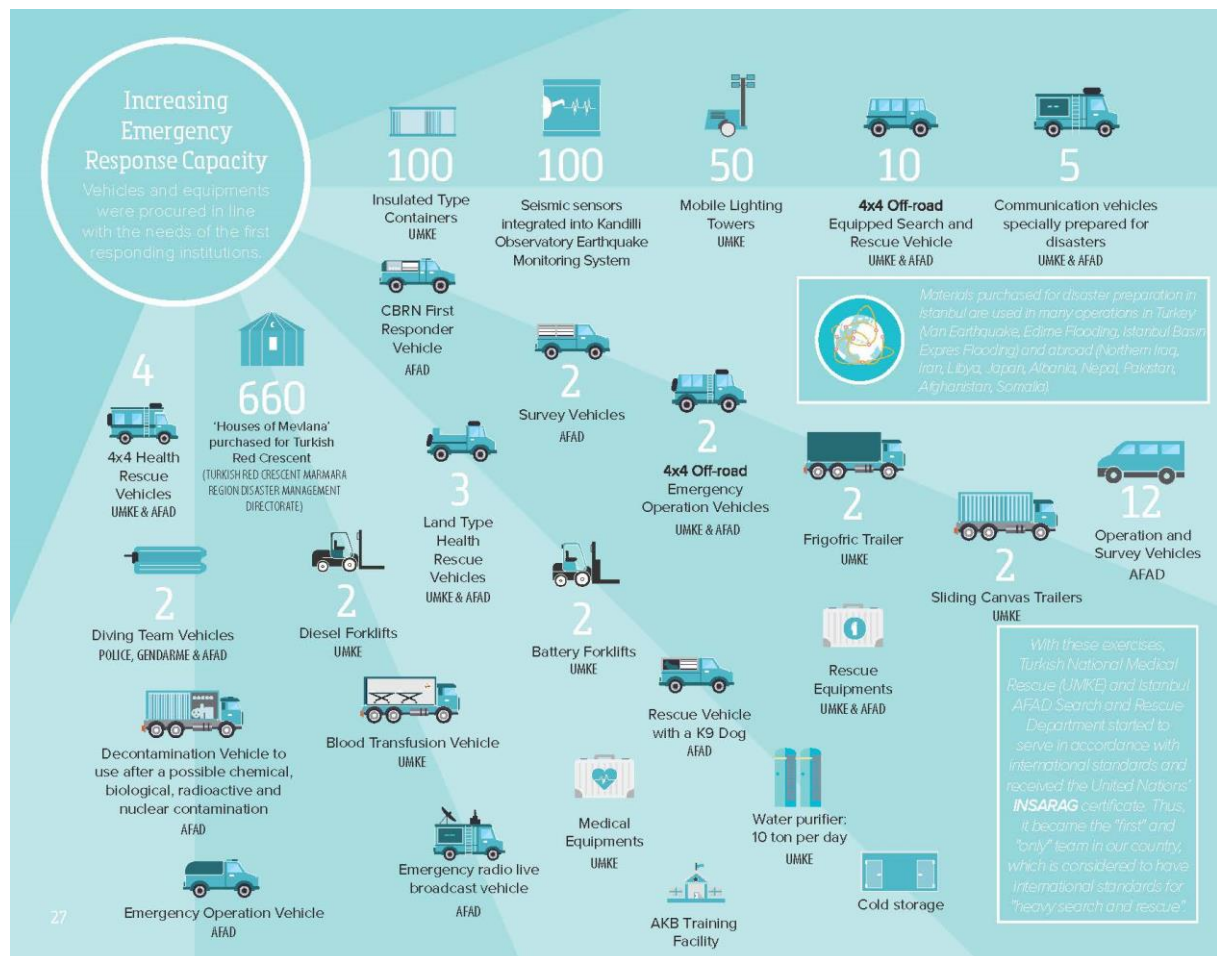 Increasing
Emergency
Response Capacity
Vehicles and equipments
were procured in line
with the needs of the first
responding institutions.
100
Insulated Type
Containers
UMKE
100
Seismic sensors
integrated into Kandilli
Observatory Earthquake
Monitoring System
50
Mobile Lighting
Towers
UMKE
10
4x4 Off-road
Equipped Search and
Rescue Vehicle
UMKE & AFAD
5
Communication vehicles
specially prepared for
disasters
UMKE & AFAD
Materials purchased for disaster preparation in
Istanbul are used in many operations in Turkey
(Van Earthquake, Edirne Flooding, Istanbul Basın
Expres Flooding) and abroad (Northern Iraq,
Iran, Libya, Japan, Albania, Nepal, Pakistan,
Afghanistan, Somalia).
CBRN First
Responder
Vehicle
AFAD
2
Survey Vehicles
AFAD
2
4x4 Off-road
Emergency
Operation Vehicles
UMKE & AFAD
4
4x4 Health
Rescue
Vehicles
UMKE & AFAD
660
'Houses of Mevlana'
purchased for Turkish
Red Crescent
(TURKISH RED CRESCENT MARMARA
REGION DISASTER MANAGEMENT
DIRECTORATE)
3
Land Type
Health
Rescue
Vehicles
UMKE & AFAD
2
Frigofric Trailer
UMKE
2
Sliding Canvas Trailers
UMKE
12
Operation and
Survey Vehicles
AFAD
2
Diving Team Vehicles
POLICE, GENDARME & AFAD
2
Diesel Forklifts
UMKE
2
Battery Forklifts
UMKE
Rescue
Equipments
UMKE & AFAD
With these exercises,
Turkish National Medical
Rescue (UMKE) and Istanbul
AFAD Search and Rescue
Department started to
serve in accordance with
international standards and
received the United Nations'
INSARAG certificate. Thus,
it became the "first" and
"only" team in our country,
which is considered to have
international standards for
"heavy search and rescue".
Decontamination Vehicle to
use after a possible chemical,
biological, radioactive and
nuclear contamination
AFAD
Blood Transfusion Vehicle
UMKE
Rescue Vehicle
with a K9 Dog
AFAD
Medical
Equipments
UMKE
Water purifier:
10 ton per day
UMKE
Emergency Operation Vehicle
AFAD
Emergency radio live
broadcast vehicle
AFAD
AKB Training
Facility
Cold storage
27